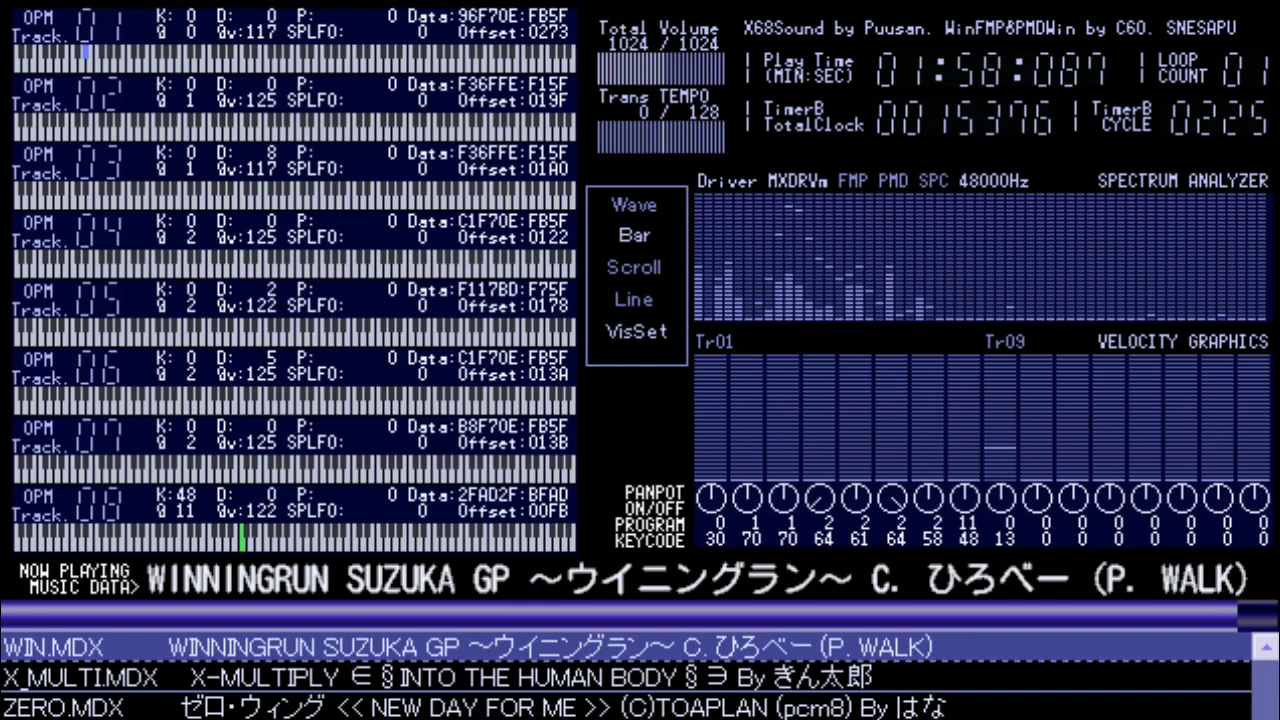 OPM Track. 01 K: 0 D: 0 P: 0 Data:96F70E:FB5F
@ 0 @v:117 SPLFO: 0 Offset:0273
OPM Track. 02 K: 0 D: 0 P: 0 Data:F36FFE:F15F
@ 1 @v:125 SPLFO: 0 Offset:019F
OPM Track. 03 K: 0 D: 8 P: 0 Data:F36FFE:F15F
@ 1 @v:117 SPLFO: 0 Offset:01A0
OPM Track. 04 K: 0 D: 0 P: 0 Data:C1F70E:FB5F
@ 2 @v:125 SPLFO: 0 Offset:0122
OPM Track. 05 K: 0 D: 2 P: 0 Data:F117BD:F75F
@ 2 @v:122 SPLFO: 0 Offset:0178
OPM Track. 06 K: 0 D: 5 P: 0 Data:C1F70E:FB5F
@ 2 @v:125 SPLFO: 0 Offset:013A
OPM Track. 07 K: 0 D: 0 P: 0 Data:B8F70E:FB5F
@ 2 @v:125 SPLFO: 0 Offset:013B
OPM Track. 08 K:48 D: 0 P: 0 Data:2FAD2F:BFAD
@ 11 @v:122 SPLFO: 0 Offset:00FB
Total Volume
1024 / 1024
Trans TEMPO
0 / 128
X68Sound by Puusan. WinFMP&PMDWin by C60. SNESAPU
Play Time (MIN:SEC) 01:58:087 LOOP COUNT 01
TimerB TotalClock 0015376 TimerB CYCLE 0225
Driver MXDRVm FMP PMD SPC 48000Hz SPECTRUM ANALYZER
Wave
Bar
Scroll
Line
VisSet
Tr01 Tr09 VELOCITY GRAPHICS
PANPOT
ON/OFF
PROGRAM 0 1 1 2 2 2 2 11 0 0 0 0 0 0 0 0
KEYCODE 30 70 70 64 61 64 58 48 13 0 0 0 0 0 0 0
NOW PLAYING MUSIC DATA> WINNINGRUN SUZUKA GP ～ウイニングラン～ C. ひろべー (P. WALK)
WIN.MDX WINNINGRUN SUZUKA GP ～ウイニングラン～ C. ひろべー (P. WALK)
X_MULTI.MDX X-MULTIPLY ∈ § INTO THE HUMAN BODY § ∋ By きん太郎
ZERO.MDX ゼロ・ウィング << NEW DAY FOR ME >> (C)TOAPLAN (pcm8) By はな